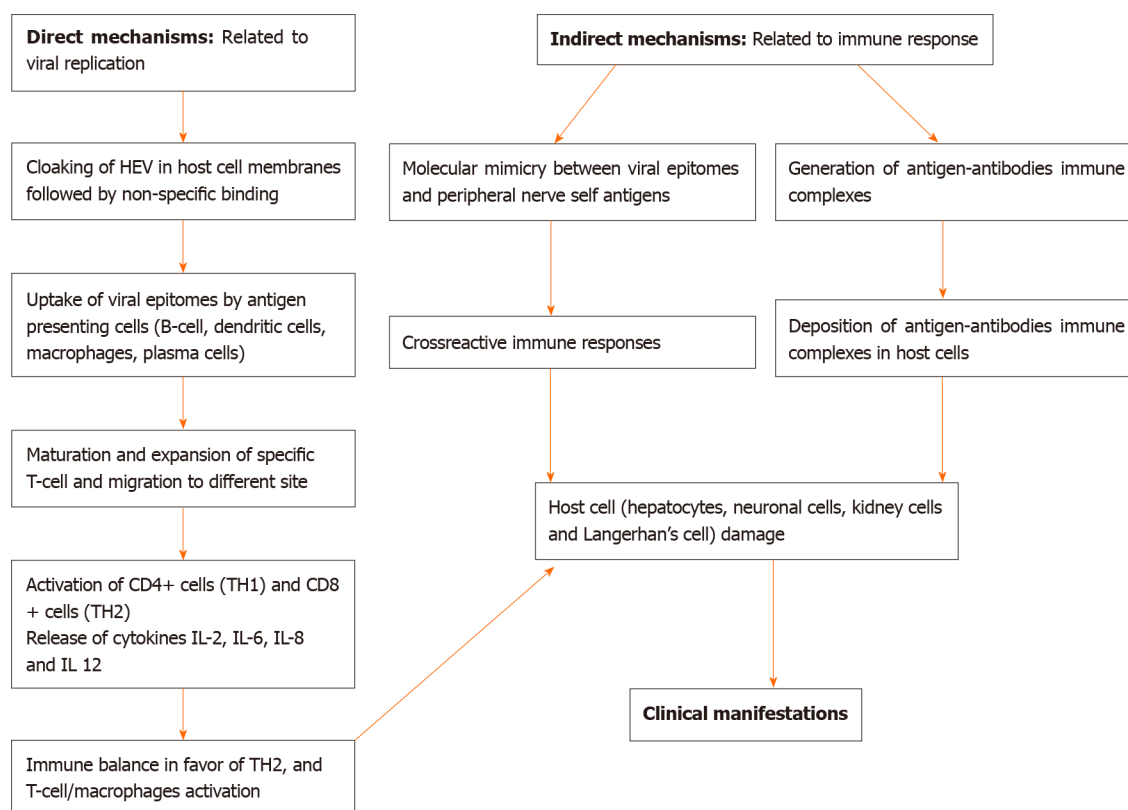 Direct mechanisms: Related to
viral replication
Cloaking of HEV in host cell membranes
followed by non-specific binding
Uptake of viral epitomes by antigen
presenting cells (B-cell, dendritic cells,
macrophages, plasma cells)
Maturation and expansion of specific
T-cell and migration to different site
Activation of CD4+ cells (TH1) and CD8
+ cells (TH2)
Release of cytokines IL-2, IL-6, IL-8
and IL 12
Immune balance in favor of TH2, and
T-cell/macrophages activation
Indirect mechanisms: Related to immune response
Molecular mimicry between viral epitomes
and peripheral nerve self antigens
Crossreactive immune responses
Generation of antigen-antibodies immune
complexes
Deposition of antigen-antibodies immune
complexes in host cells
Host cell (hepatocytes, neuronal cells, kidney cells
and Langerhan’s cell) damage
Clinical manifestations